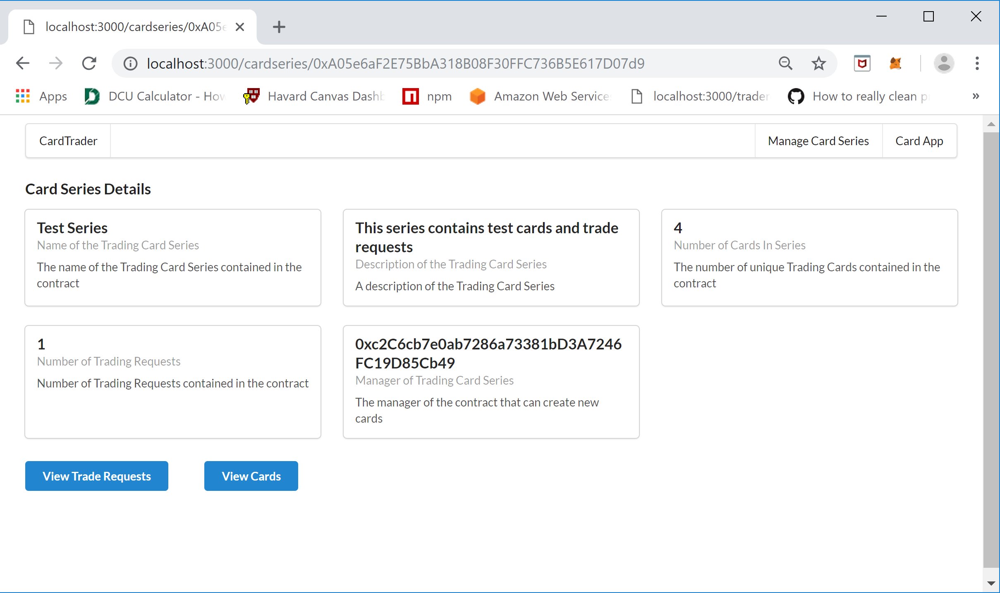 localhost:3000/cardseries/0xA05e
localhost:3000/cardseries/0xA05e6aF2E75BbA318B08F30FFC736B5E617D07d9
Apps DCU Calculator - How Havard Canvas Dashb npm Amazon Web Services localhost:3000/trader How to really clean pr »
CardTrader Manage Card Series Card App
Card Series Details
Test Series
Name of the Trading Card Series
The name of the Trading Card Series contained in the
contract
This series contains test cards and trade
requests
Description of the Trading Card Series
A description of the Trading Card Series
4
Number of Cards In Series
The number of unique Trading Cards contained in the
contract
1
Number of Trading Requests
Number of Trading Requests contained in the contract
0xc2C6cb7e0ab7286a73381bD3A7246
FC19D85Cb49
Manager of Trading Card Series
The manager of the contract that can create new
cards
View Trade Requests View Cards